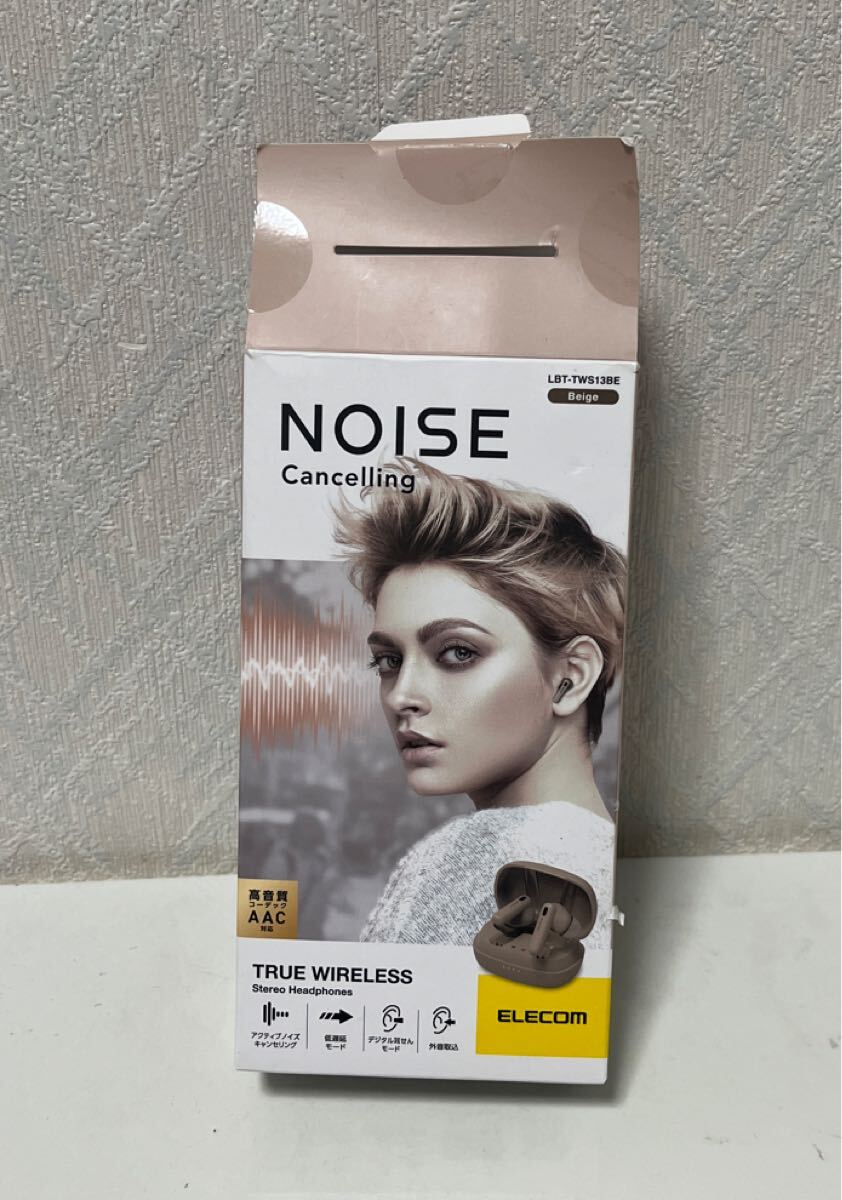 LBT-TWS13BE
Beige
NOISE
Cancelling
高音質
コーデック
AAC
対応
TRUE WIRELESS
Stereo Headphones
アクティブノイズ
キャンセリング
低遅延
モード
デジタル耳せん
モード
外音取込
ELECOM